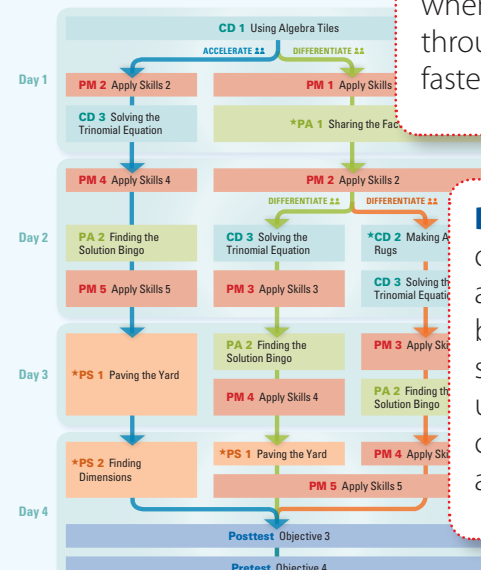 when
throu
faste
CD 1 Using Algebra Tiles
ACCELERATE
DIFFERENTIATE
Day 1
PM 2 Apply Skills 2
PM 1 Apply Skills
CD 3 Solving the
Trinomial Equation
*PA 1 Sharing the Fac
PM 4 Apply Skills 4
PM 2 Apply Skills 2
DIFFERENTIATE
DIFFERENTIATE
Day 2
PA 2 Finding the
Solution Bingo
CD 3 Solving the
Trinomial Equation
*CD 2 Making A
Rugs
PM 5 Apply Skills 5
PM 3 Apply Skills 3
CD 3 Solving th
Trinomial Equati
Day 3
*PS 1 Paving the Yard
PA 2 Finding the
Solution Bingo
PM 3 Apply Ski
PM 4 Apply Skills 4
PA 2 Finding th
Solution Bingo
*PS 2 Finding
Dimensions
*PS 1 Paving the Yard
PM 4 Apply Ski
PM 5 Apply Skills 5
Day 4
Posttest Objective 3
Pretest Objective 4